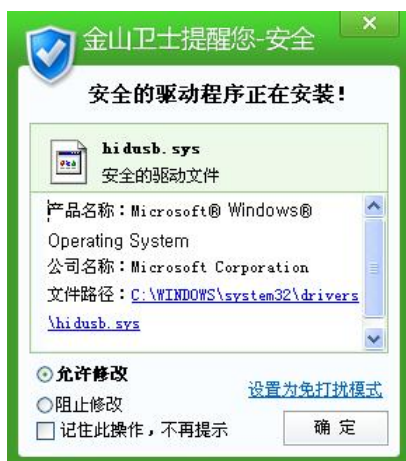 金山卫士提醒您-安全
安全的驱动程序正在安装！
hidusb.sys
安全的驱动文件
产品名称：Microsoft® Windows®
Operating System
公司名称：Microsoft Corporation
文件路径：C:\WINDOWS\system32\drivers
\hidusb.sys
允许修改
设置为免打扰模式
阻止修改
记住此操作，不再提示
确 定